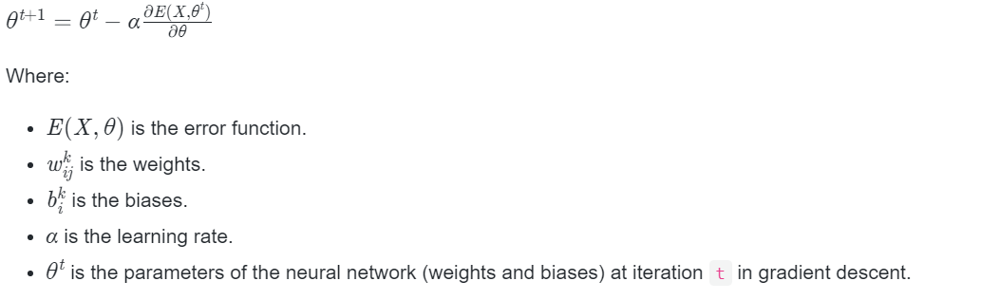 θ^{t+1} = θ^t − α ∂E(X,θ^t)/∂θ
Where:
• E(X, θ) is the error function.
• w_{ij}^k is the weights.
• b_i^k is the biases.
• α is the learning rate.
• θ^t is the parameters of the neural network (weights and biases) at iteration t in gradient descent.